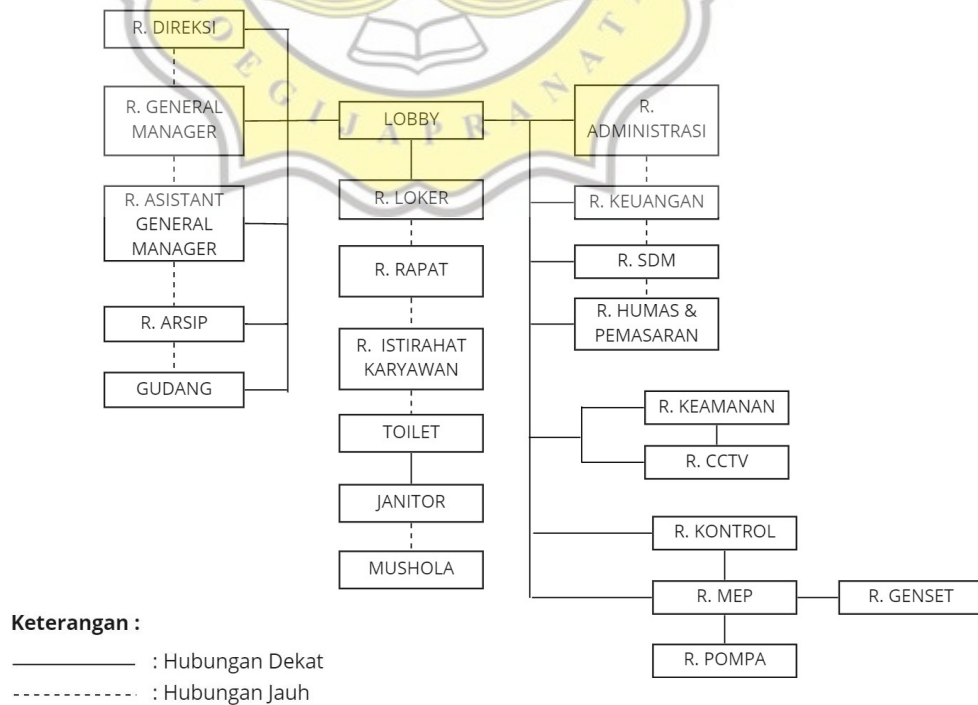 OEGIJAPRANAT
R. DIREKSI
R. GENERAL
MANAGER
R. ASISTANT
GENERAL
MANAGER
R. ARSIP
GUDANG
LOBBY
R. LOKER
R. RAPAT
R. ISTIRAHAT
KARYAWAN
TOILET
JANITOR
MUSHOLA
R.
ADMINISTRASI
R. KEUANGAN
R. SDM
R. HUMAS &
PEMASARAN
R. KEAMANAN
R. CCTV
R. KONTROL
R. MEP
R. GENSET
R. POMPA
Keterangan :
: Hubungan Dekat
: Hubungan Jauh